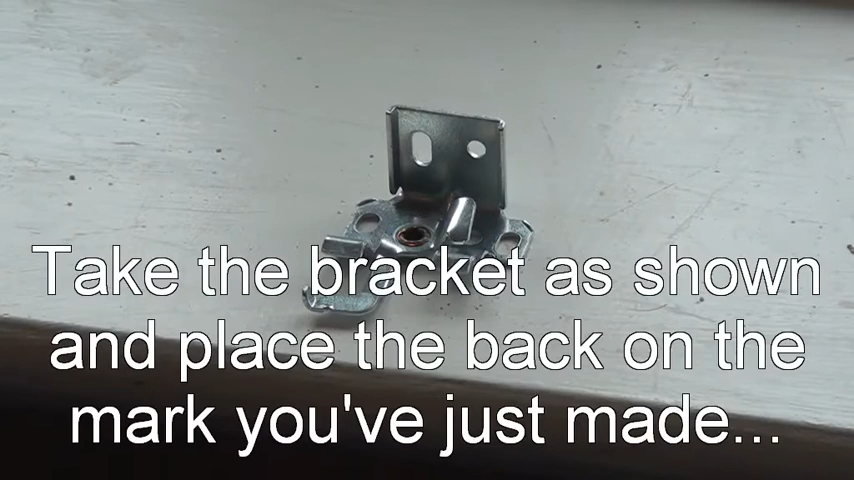 Take the bracket as shown
and place the back on the
mark you've just made...